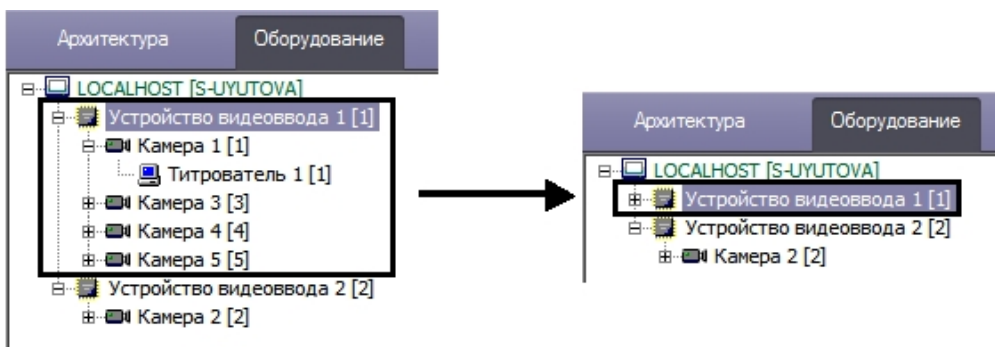 Архитектура Оборудование
LOCALHOST [S-UYUTOVA]
Устройство видеоввода 1 [1]
Камера 1 [1]
Титрователь 1 [1]
Камера 3 [3]
Камера 4 [4]
Камера 5 [5]
Устройство видеоввода 2 [2]
Камера 2 [2]
Архитектура Оборудование
LOCALHOST [S-UYUTOVA]
Устройство видеоввода 1 [1]
Устройство видеоввода 2 [2]
Камера 2 [2]